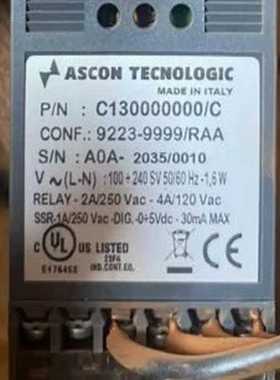 ASCON TECNOLOGIC
MADE IN ITALY
P/N : C130000000/C
CONF.: 9223-9999/RAA
S/N : A0A- 2035/0010
V ∿(L-N) : 100 ÷ 240 SV 50/60 Hz -1,6 W
RELAY - 2A/250 Vac - 4A/120 Vac
SSR-1A/250 Vac -DIG. -0÷5Vdc - 30mA MAX
C UL US LISTED
IND.CONT.EQ.